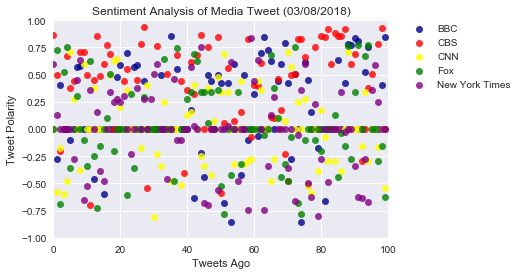 Sentiment Analysis of Media Tweet (03/08/2018)
1.00
0.75
0.50
0.25
0.00
−0.25
−0.50
−0.75
−1.00
Tweet Polarity
0 20 40 60 80 100
Tweets Ago
BBC
CBS
CNN
Fox
New York Times